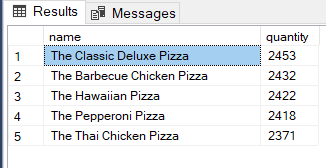 Results Messages
name quantity
1 The Classic Deluxe Pizza 2453
2 The Barbecue Chicken Pizza 2432
3 The Hawaiian Pizza 2422
4 The Pepperoni Pizza 2418
5 The Thai Chicken Pizza 2371